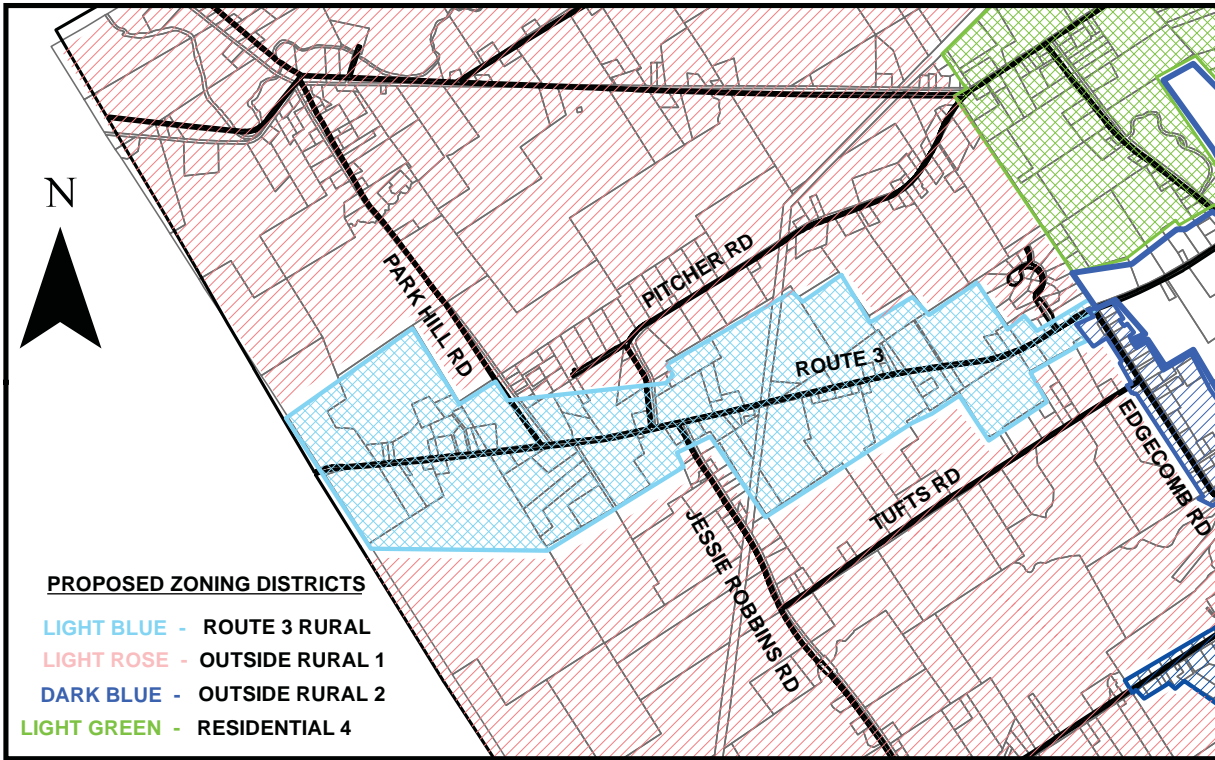 N
PARK HILL RD
PITCHER RD
ROUTE 3
EDGECOMB RD
TUFTS RD
JESSIE ROBBINS RD
PROPOSED ZONING DISTRICTS
LIGHT BLUE - ROUTE 3 RURAL
LIGHT ROSE - OUTSIDE RURAL 1
DARK BLUE - OUTSIDE RURAL 2
LIGHT GREEN - RESIDENTIAL 4